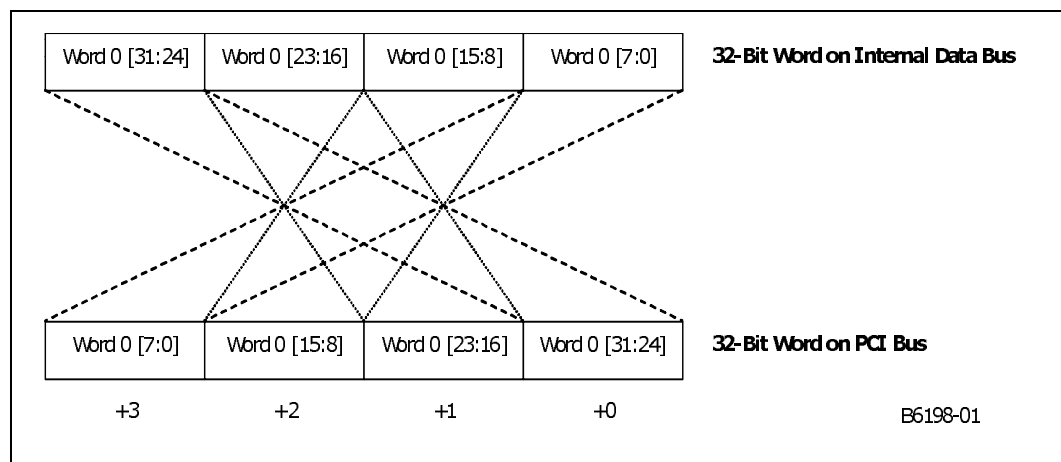 Word 0 [31:24] Word 0 [23:16] Word 0 [15:8] Word 0 [7:0] 32-Bit Word on Internal Data Bus
Word 0 [7:0] Word 0 [15:8] Word 0 [23:16] Word 0 [31:24] 32-Bit Word on PCI Bus
+3 +2 +1 +0
B6198-01